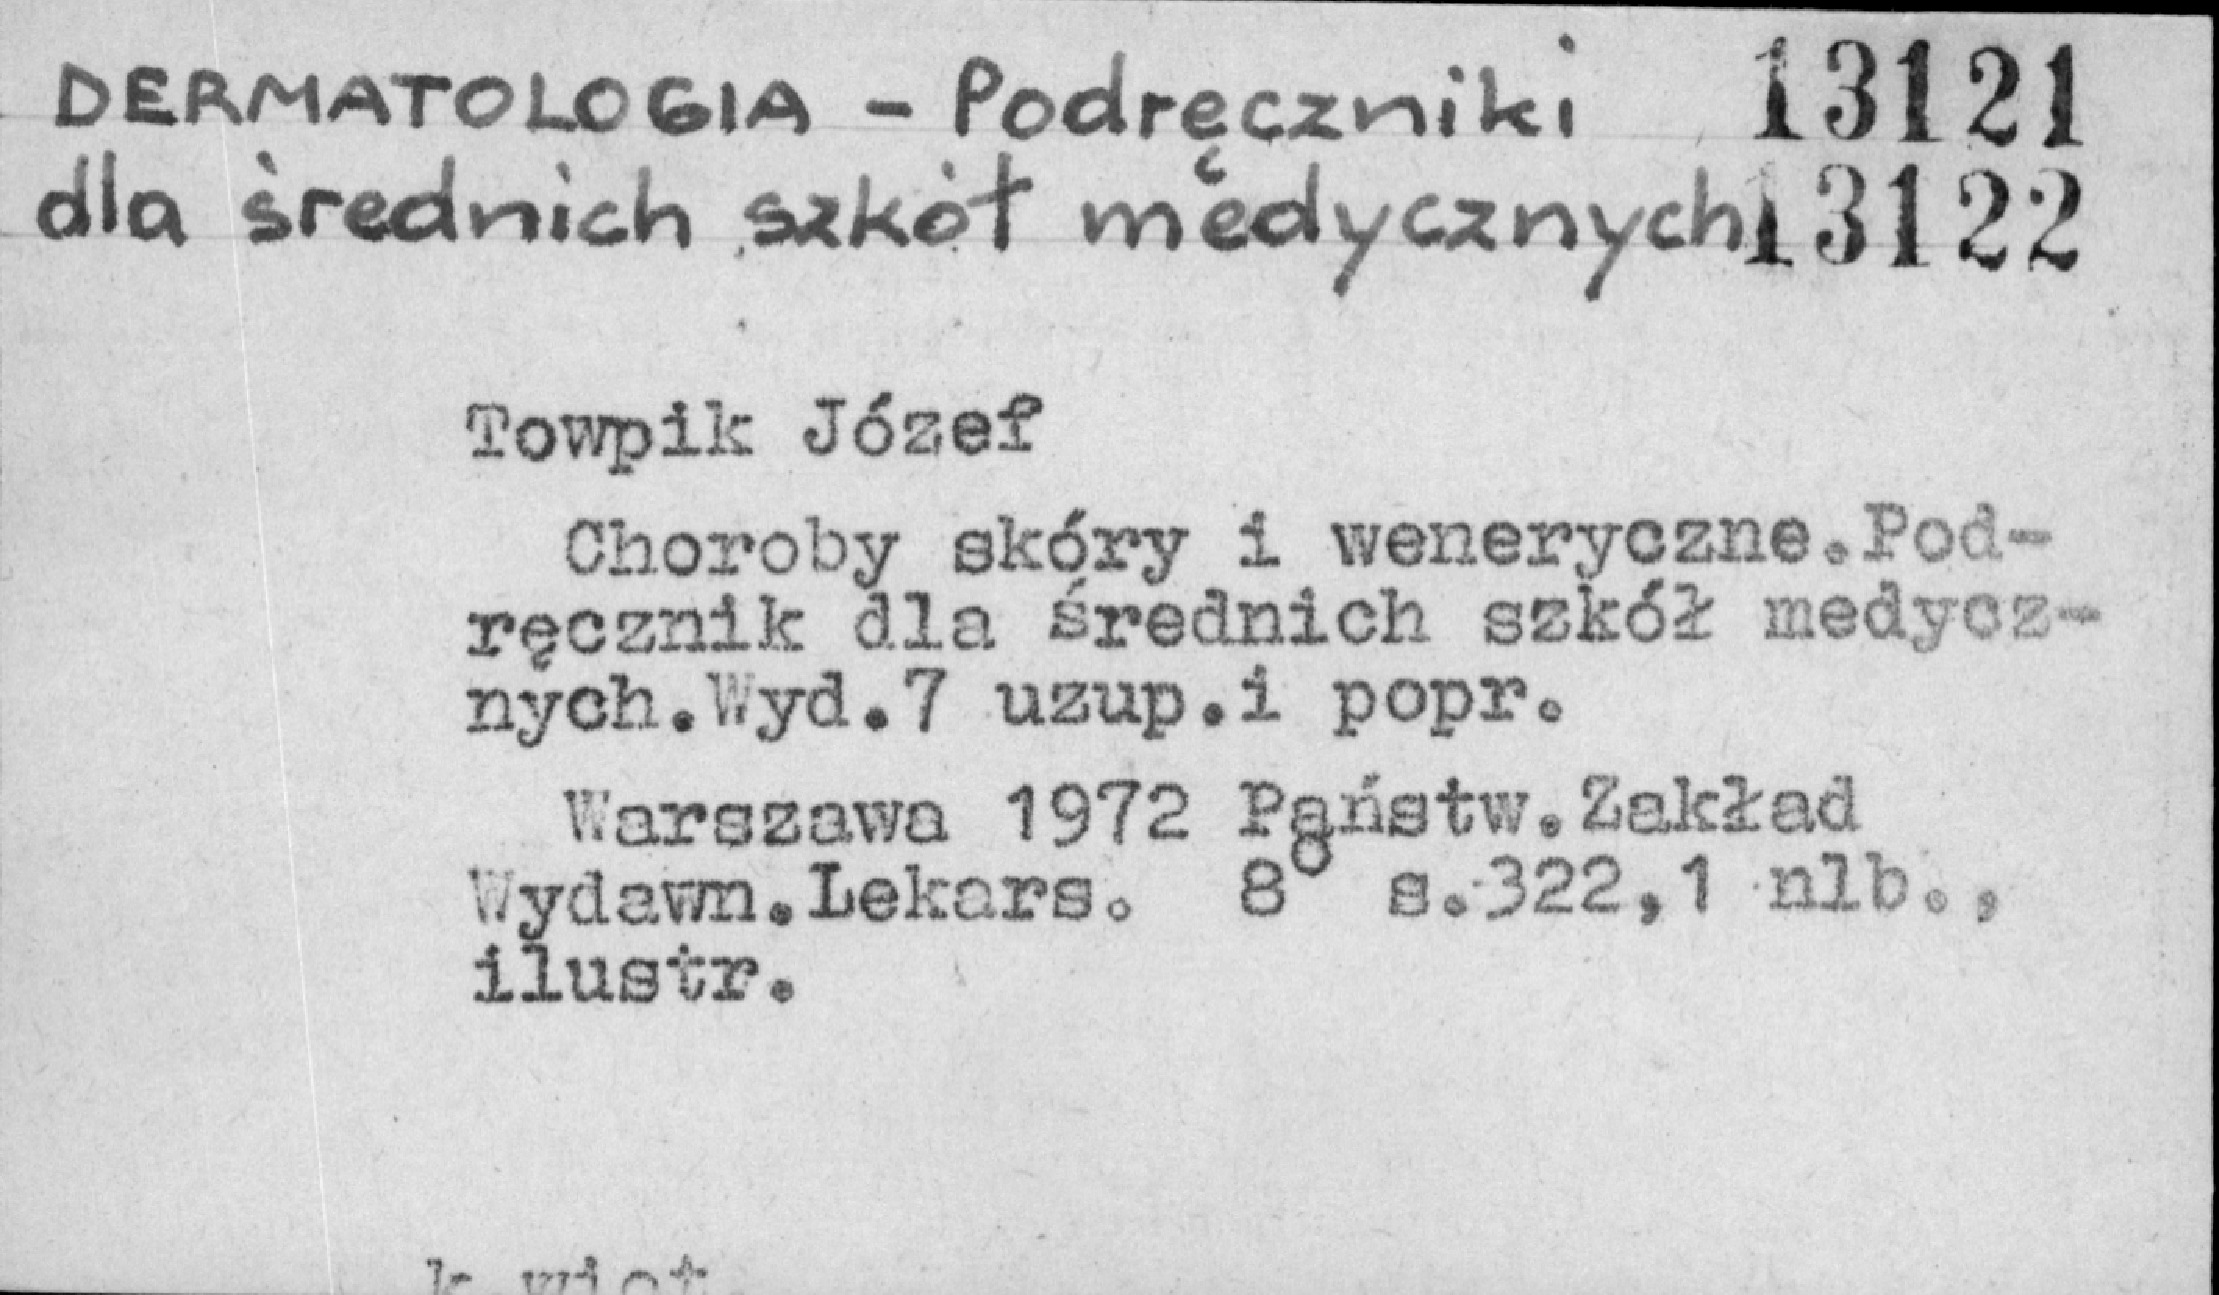 DERMATOLOGIA - Podręczniki 13121
dla średnich szkół medycznych 13122
Towpik Józef
Choroby skóry i weneryczne.Pod-
ręcznik dla średnich szkół medycz-
nych.Wyd.7 uzup.i popr.
Warszawa 1972 Państw.Zakład
Wydawn.Lekars. 8° s.322,1 nlb.,
ilustr.